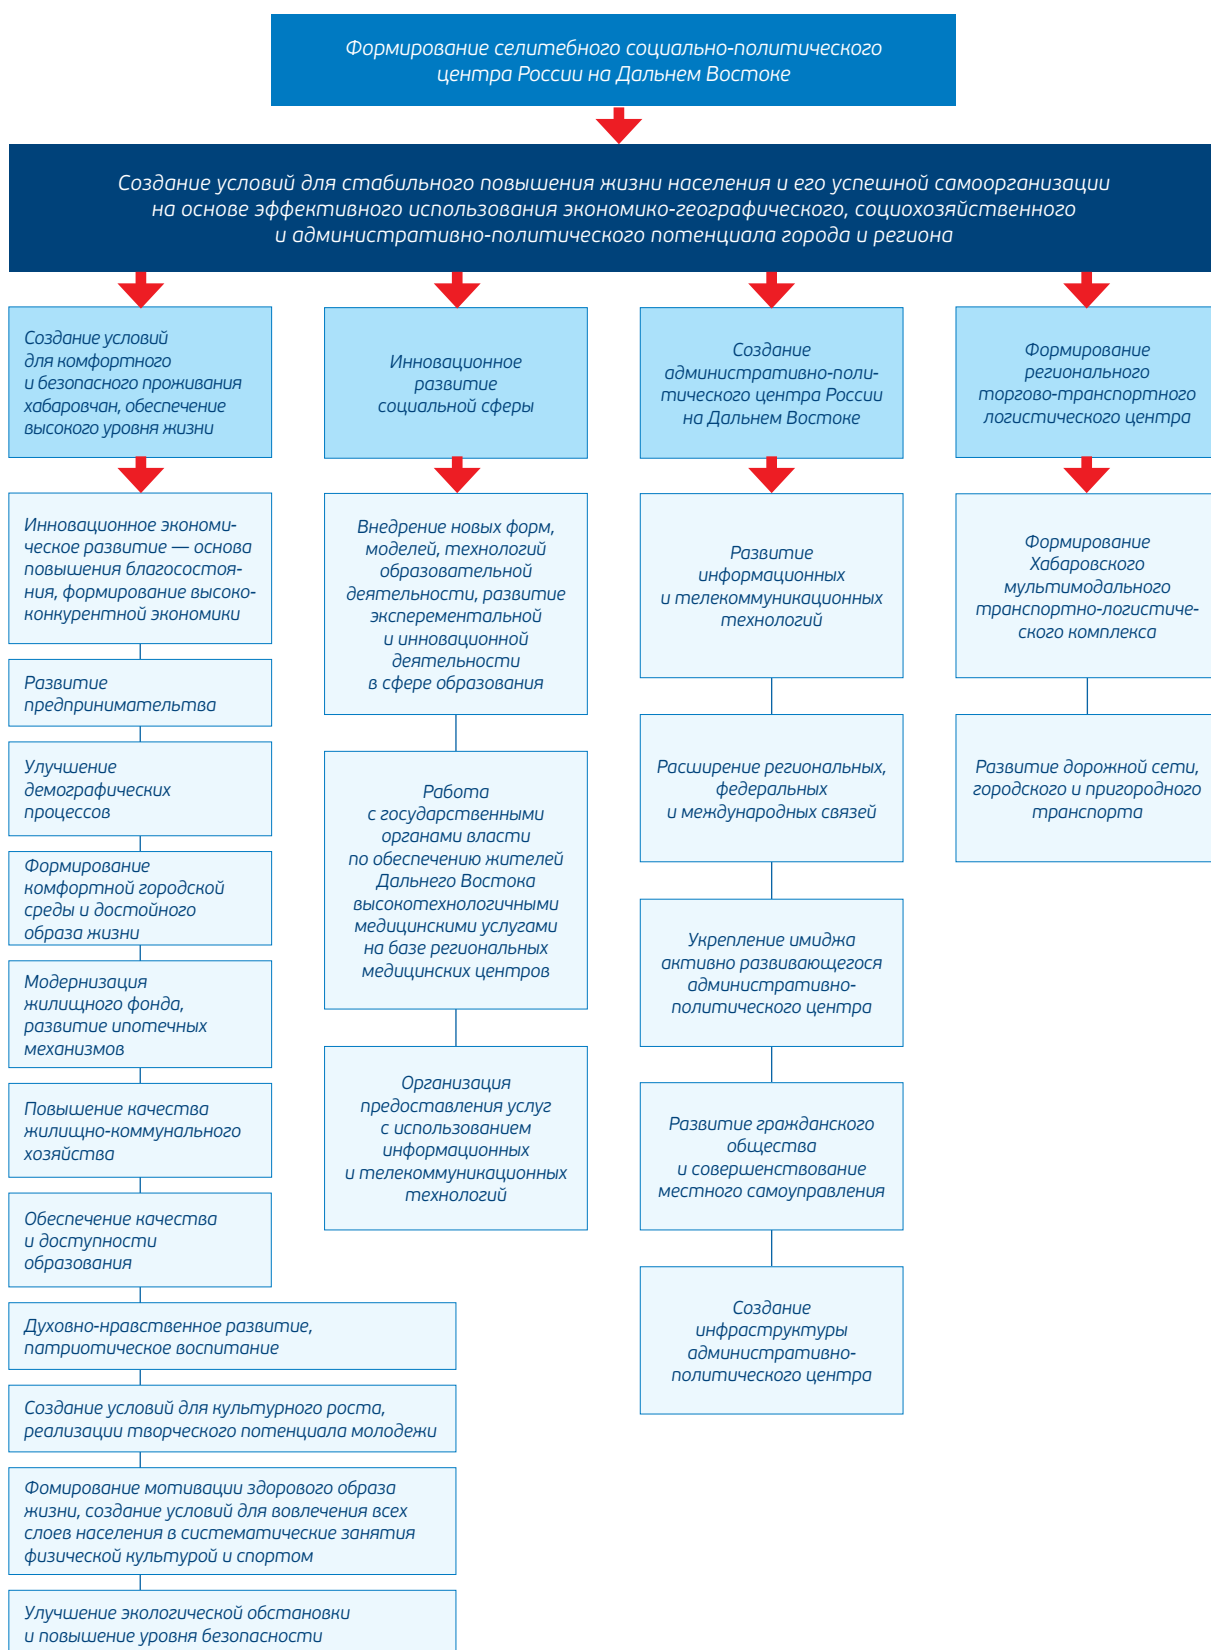 Формирование селитебного социально-политического
центра России на Дальнем Востоке
Создание условий для стабильного повышения жизни населения и его успешной самоорганизации
на основе эффективного использования экономико-географического, социохозяйственного
и административно-политического потенциала города и региона
Создание условий
для комфортного
и безопасного проживания
хабаровчан, обеспечение
высокого уровня жизни
Инновационное экономи-
ческое развитие — основа
повышения благосостоя-
ния, формирование высоко-
конкурентной экономики
Развитие
предпринимательства
Улучшение
демографических
процессов
Формирование
комфортной городской
среды и достойного
образа жизни
Модернизация
жилищного фонда,
развитие ипотечных
механизмов
Повышение качества
жилищно-коммунального
хозяйства
Обеспечение качества
и доступности
образования
Духовно-нравственное развитие,
патриотическое воспитание
Создание условий для культурного роста,
реализации творческого потенциала молодежи
Фомирование мотивации здорового образа
жизни, создание условий для вовлечения всех
слоев населения в систематические занятия
физической культурой и спортом
Улучшение экологической обстановки
и повышение уровня безопасности
Инновационное
развитие
социальной сферы
Внедрение новых форм,
моделей, технологий
образовательной
деятельности, развитие
эксперементальной
и инновационной
деятельности
в сфере образования
Работа
с государственными
органами власти
по обеспечению жителей
Дальнего Востока
высокотехнологичными
медицинскими услугами
на базе региональных
медицинских центров
Организация
предоставления услуг
с использованием
информационных
и телекоммуникационных
технологий
Создание
административно-поли-
тического центра России
на Дальнем Востоке
Развитие
информационных
и телекоммуникационных
технологий
Расширение региональных,
федеральных
и международных связей
Укрепление имиджа
активно развивающегося
административно-
политического центра
Развитие гражданского
общества
и совершенствование
местного самоуправления
Создание
инфраструктуры
административно-
политического центра
Формирование
регионального
торгово-транспортного
логистического центра
Формирование
Хабаровского
мультимодального
транспортно-логистиче-
ского комплекса
Развитие дорожной сети,
городского и пригородного
транспорта